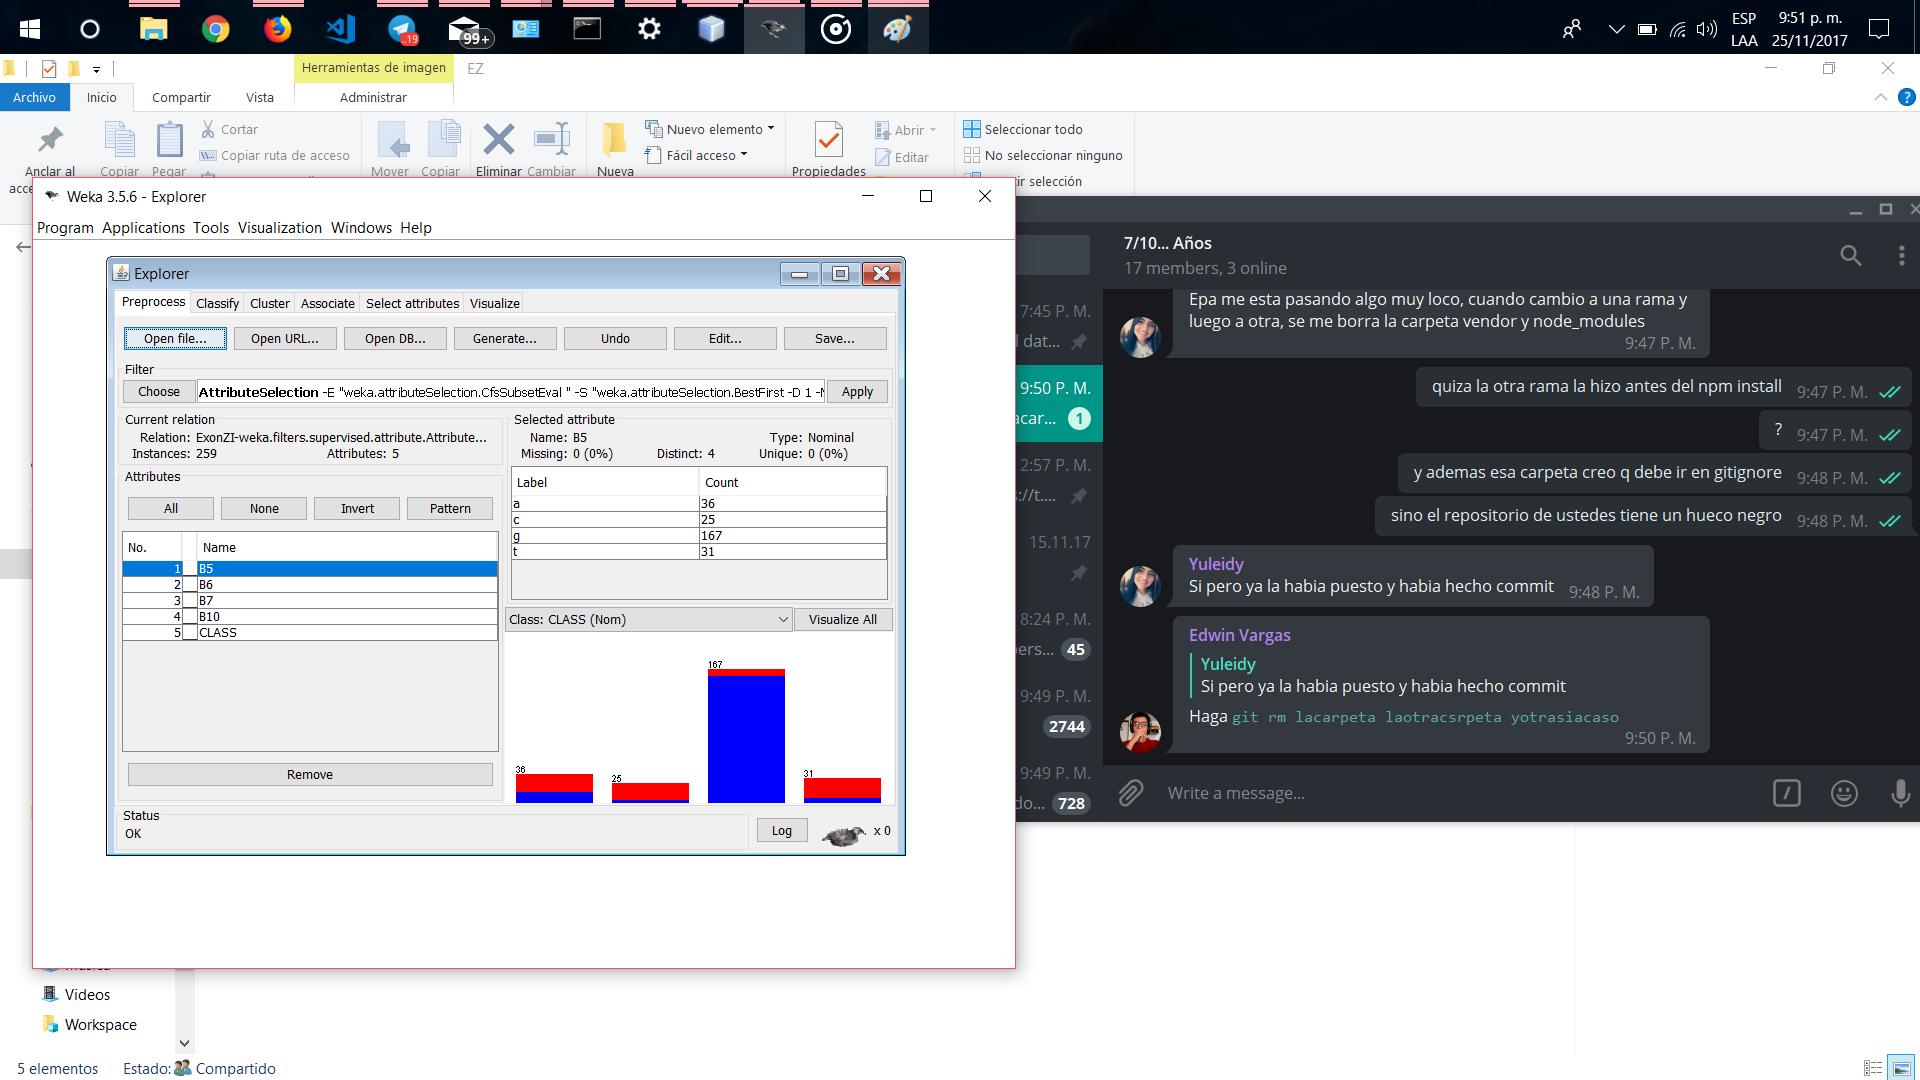 ..19
99+
ESP
LAA
9:51 p. m.
25/11/2017
Herramientas de imagen
EZ
Archivo
Inicio
Compartir
Vista
Administrar
Anclar al
Copiar
Pegar
Cortar
Copiar ruta de acceso
Mover
Copiar
Eliminar
Cambiar
Nueva
Nuevo elemento
Fácil acceso
Propiedades
Abrir
Editar
Seleccionar todo
No seleccionar ninguno
selección
Weka 3.5.6 - Explorer
Program Applications Tools Visualization Windows Help
Explorer
Preprocess Classify Cluster Associate Select attributes Visualize
Open file... Open URL... Open DB... Generate... Undo Edit... Save...
Filter
Choose AttributeSelection -E "weka.attributeSelection.CfsSubsetEval " -S "weka.attributeSelection.BestFirst -D 1 -N Apply
Current relation
Relation: ExonZI-weka.filters.supervised.attribute.Attribute...
Instances: 259 Attributes: 5
Attributes
All None Invert Pattern
No. Name
1 B5
2 B6
3 B7
4 B10
5 CLASS
Remove
Selected attribute
Name: B5 Type: Nominal
Missing: 0 (0%) Distinct: 4 Unique: 0 (0%)
Label Count
a 36
c 25
g 167
t 31
Class: CLASS (Nom) Visualize All
36
25
167
31
Status
OK
Log
x 0
7:45 P. M.
dat...
9:50 P. M.
acar... 1
2:57 P. M.
s://t....
15.11.17
8:24 P. M.
pers... 45
9:49 P. M.
2744
9:49 P. M.
do... 728
7/10... Años
17 members, 3 online
Epa me esta pasando algo muy loco, cuando cambio a una rama y
luego a otra, se me borra la carpeta vendor y node_modules
9:47 P. M.
quiza la otra rama la hizo antes del npm install 9:47 P. M.
? 9:47 P. M.
y ademas esa carpeta creo q debe ir en gitignore 9:48 P. M.
sino el repositorio de ustedes tiene un hueco negro 9:48 P. M.
Yuleidy
Si pero ya la habia puesto y habia hecho commit 9:48 P. M.
Edwin Vargas
Yuleidy
Si pero ya la habia puesto y habia hecho commit
Haga git rm lacarpeta laotracsrpeta yotrasiacaso
9:50 P. M.
Write a message...
Videos
Workspace
5 elementos
Estado: Compartido